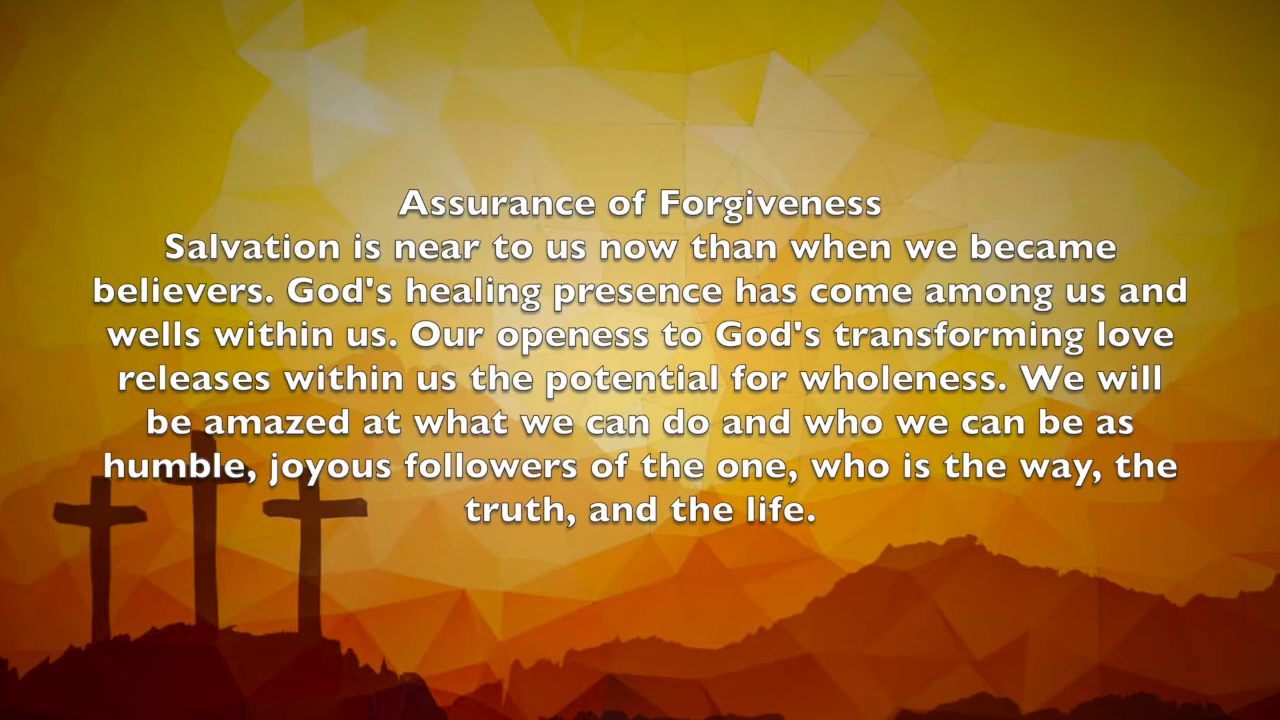 Assurance of Forgiveness
Salvation is near to us now than when we became
believers. God's healing presence has come among us and
wells within us. Our openess to God's transforming love
releases within us the potential for wholeness. We will
be amazed at what we can do and who we can be as
humble, joyous followers of the one, who is the way, the
truth, and the life.